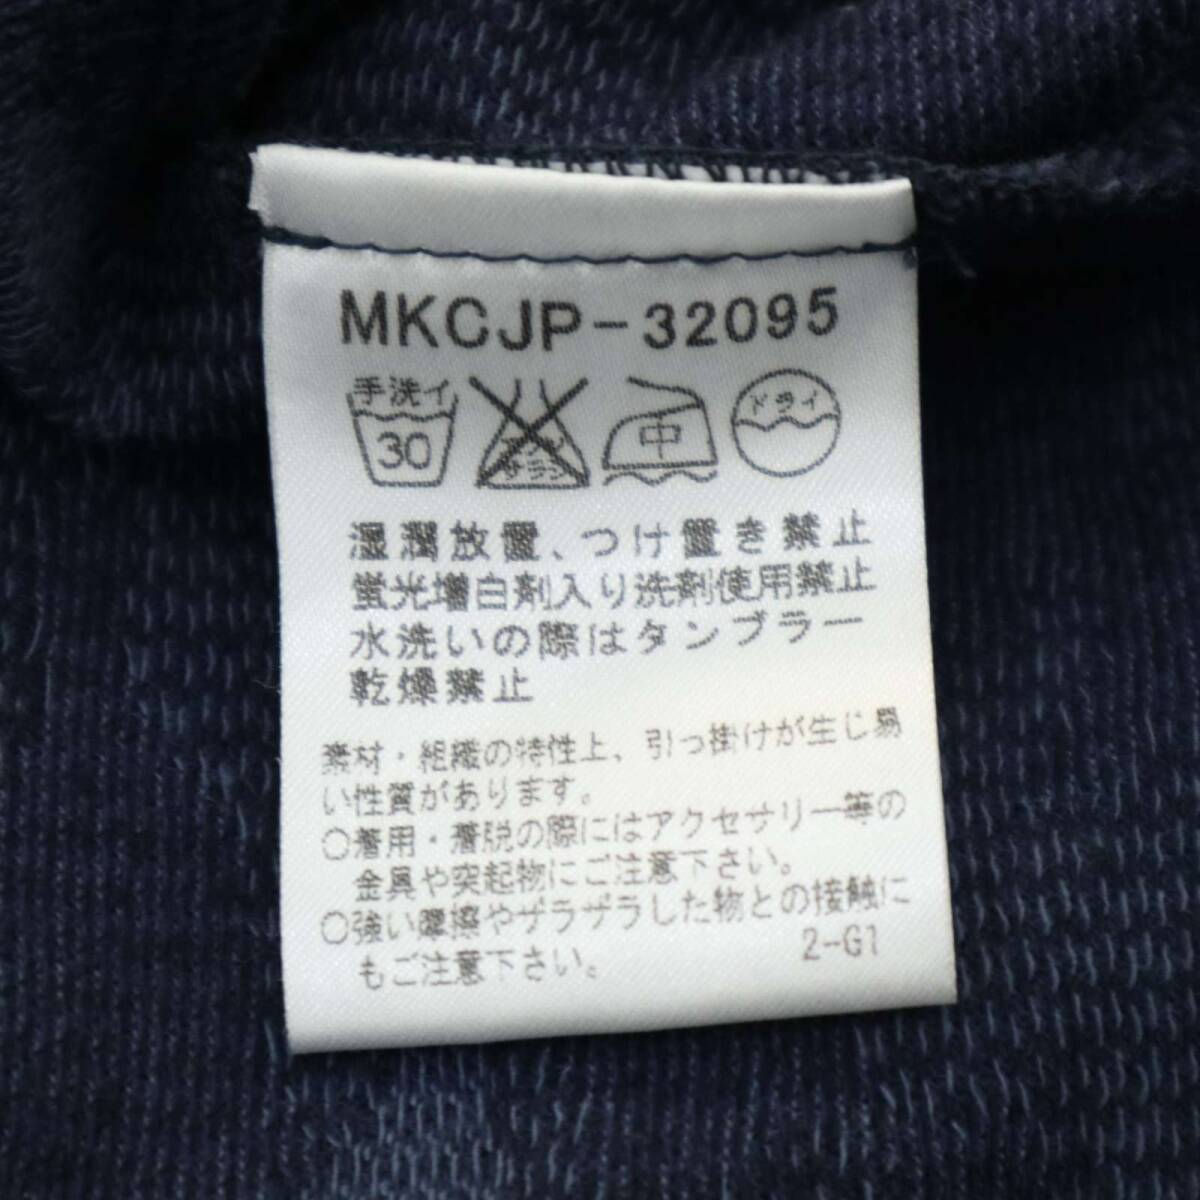 MKCJP-32095
手洗イ
30
エンソ
サラシ
中
ドライ
湿潤放置、つけ置き禁止
蛍光増白剤入り洗剤使用禁止
水洗いの際はタンブラー
乾燥禁止
素材・組織の特性上、引っ掛けが生じ易
い性質があります。
○着用・着脱の際にはアクセサリー等の
金具や突起物にご注意下さい。
○強い摩擦やザラザラした物との接触に
もご注意下さい。
2-G1